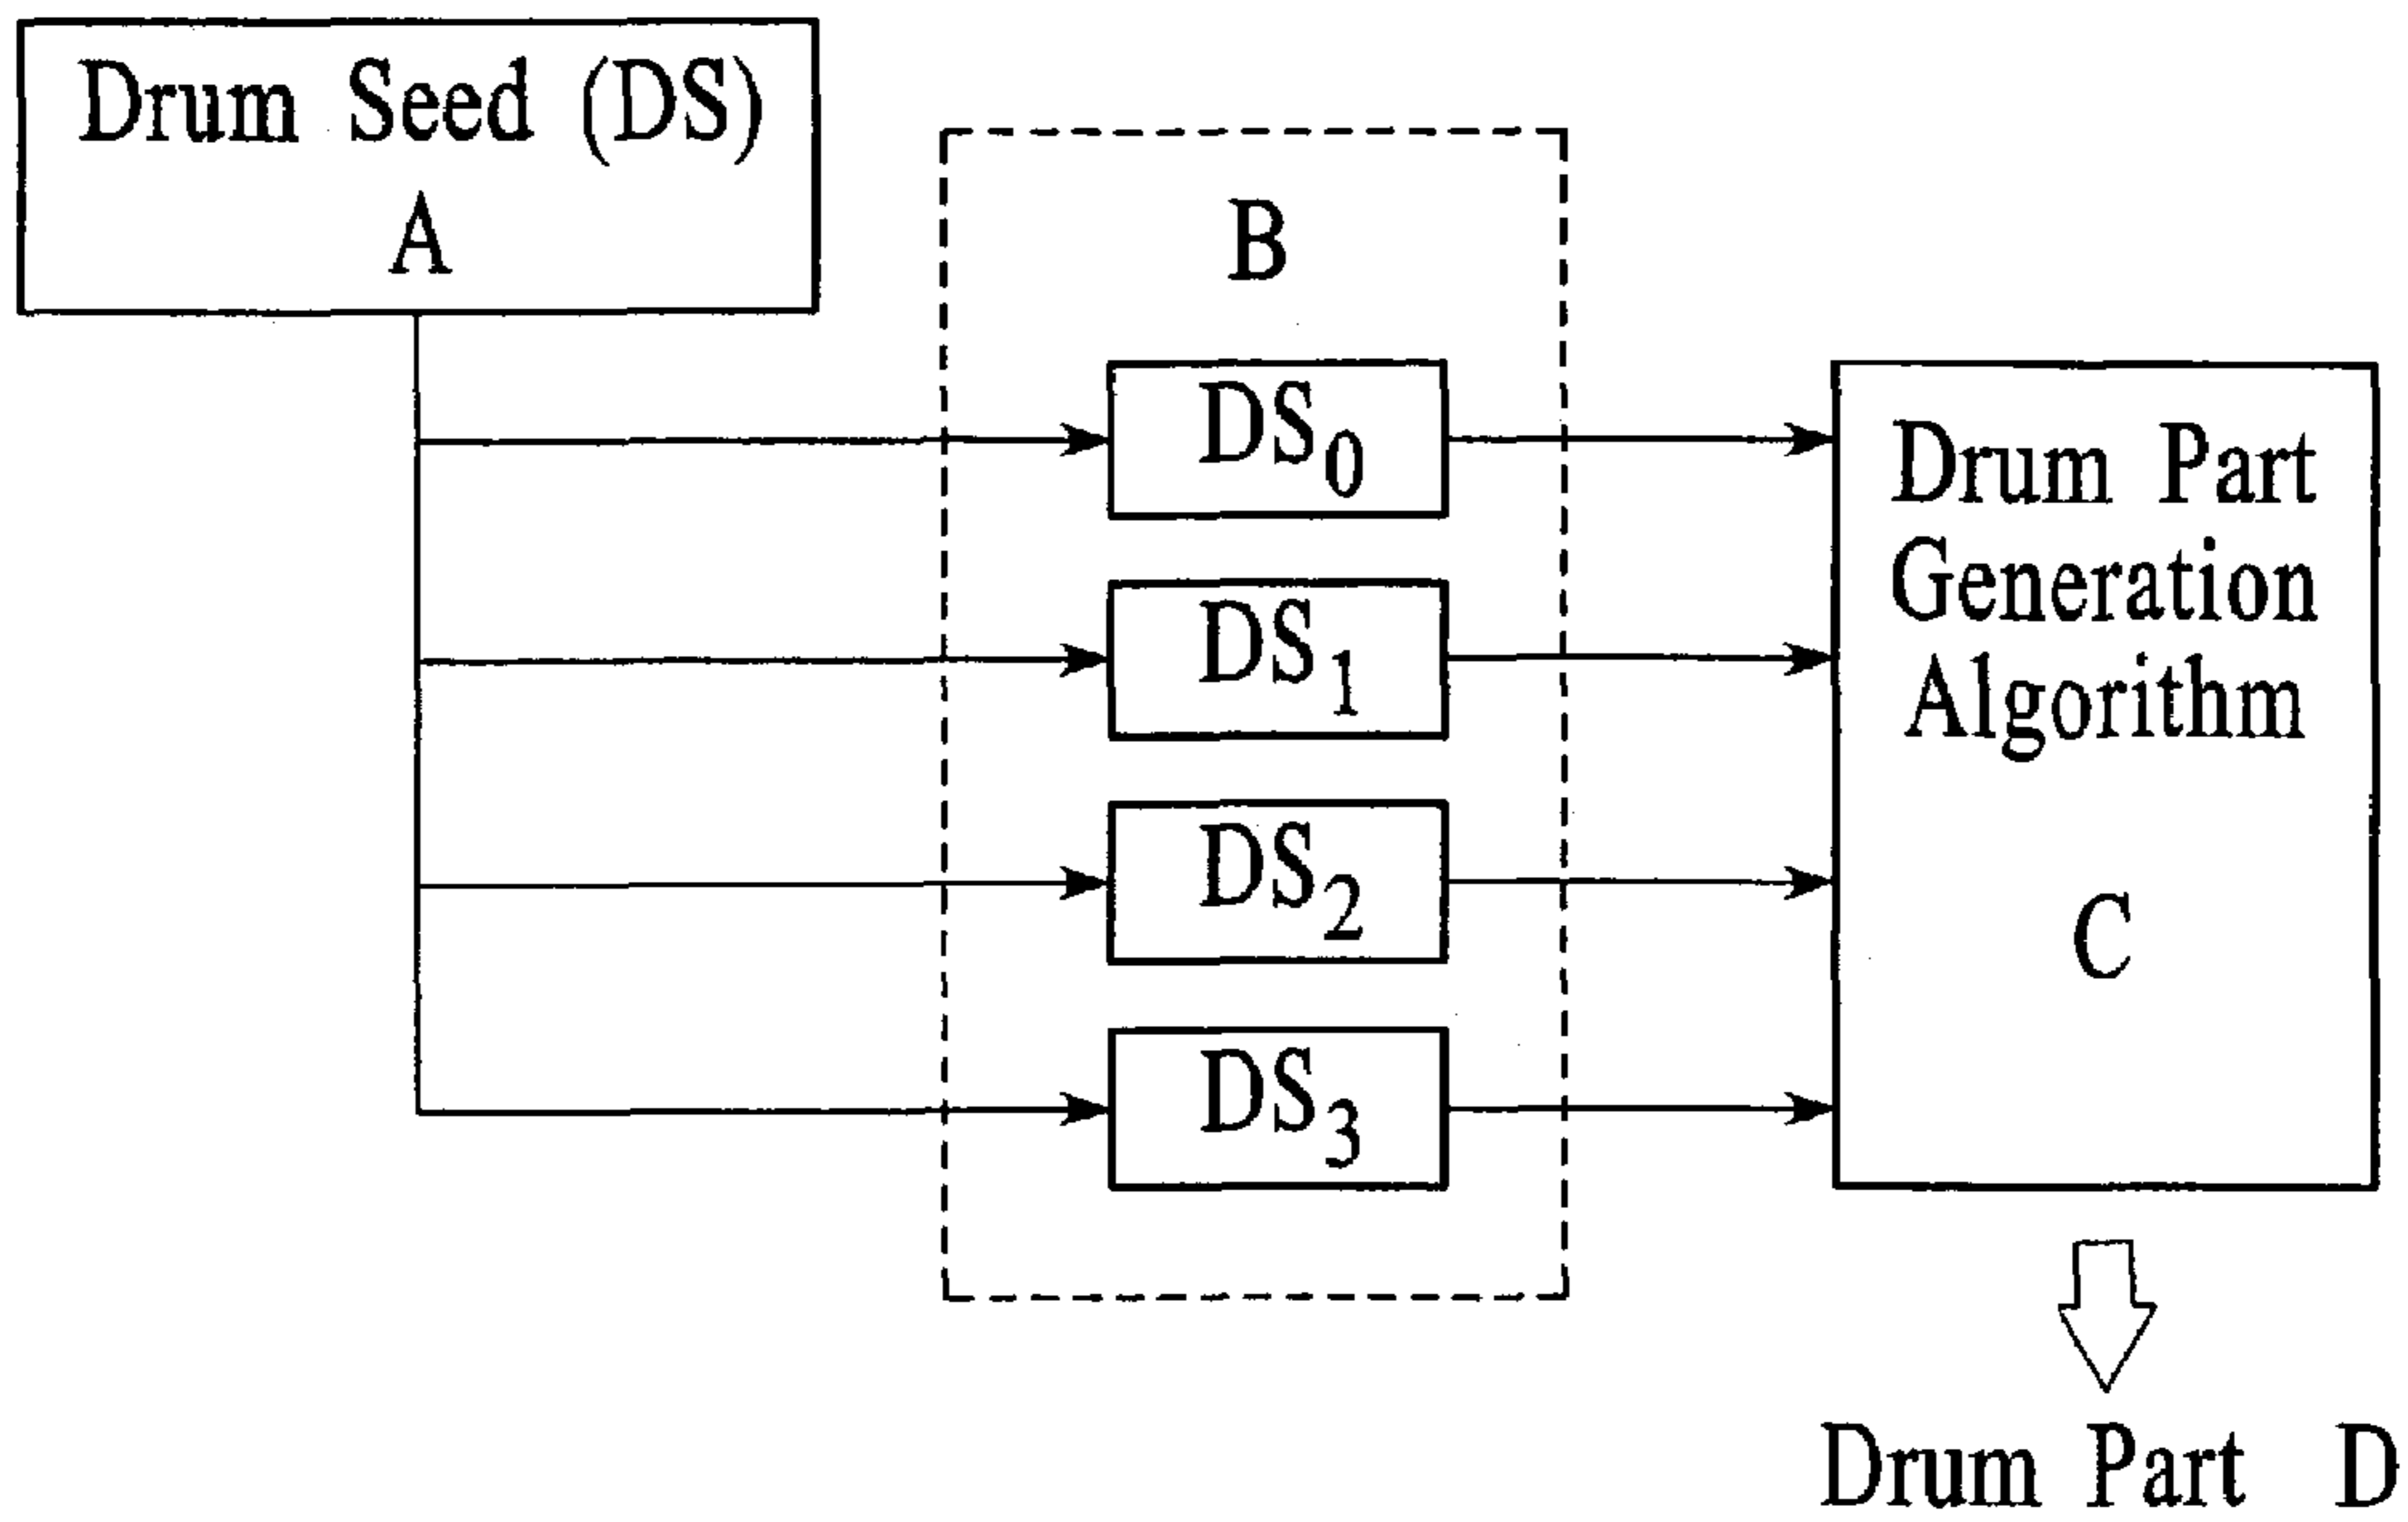 Drum Seed (DS)
A
B
DS0
DS1
DS2
DS3
Drum Part
Generation
Algorithm
C
Drum Part D